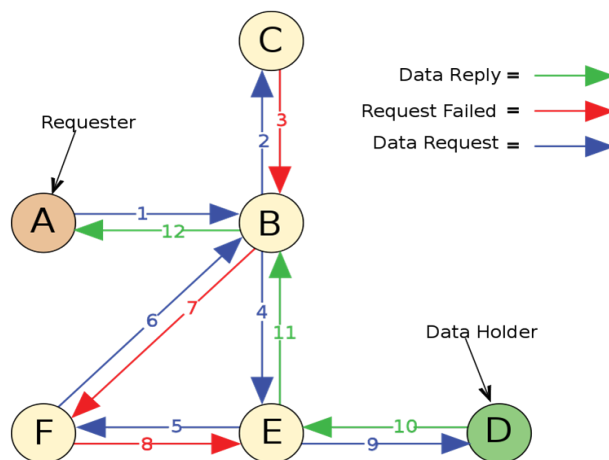 C
Data Reply =
Request Failed =
Data Request =
Requester
3
2
A
1
12
B
6
7
4
11
Data Holder
F
5
8
E
10
9
D